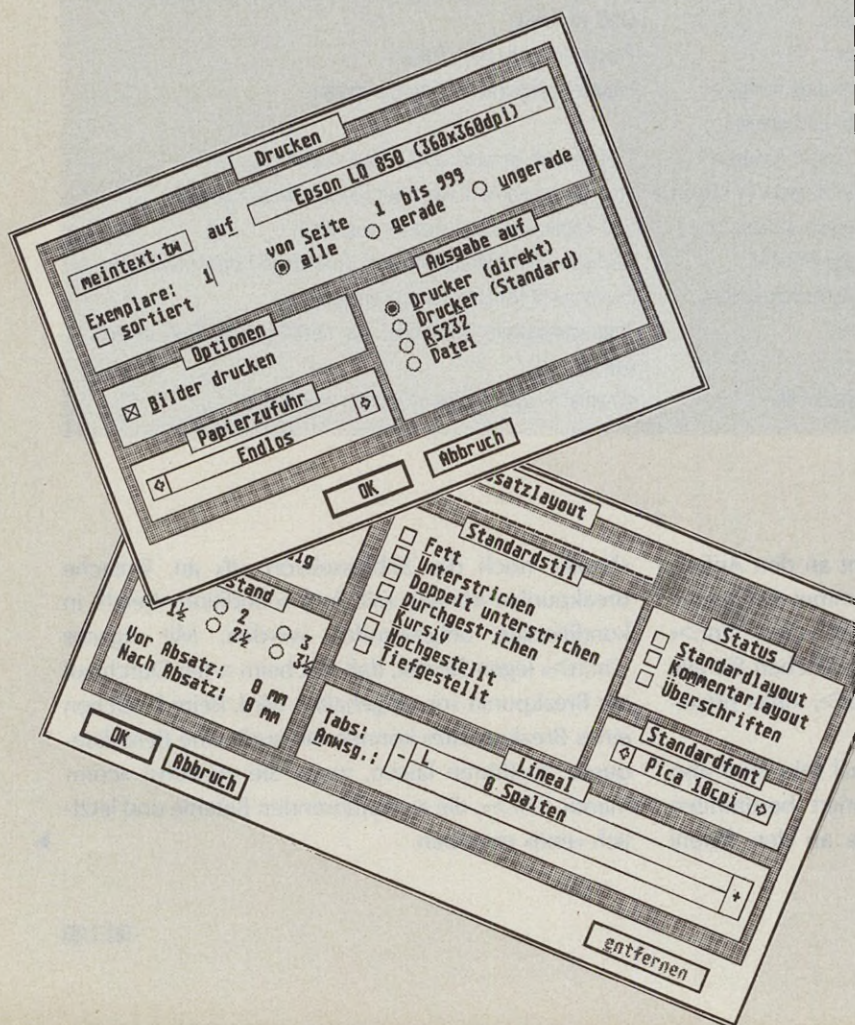 Drucken
meintext.tw auf Epson LQ 850 (360x360dpi)
Exemplare: 1 von Seite 1 bis 999
sortiert alle gerade ungerade
Optionen
Bilder drucken
Papierzufuhr
Endlos
Ausgabe auf
Drucker (direkt)
Drucker (Standard)
RS232
Datei
OK Abbruch
satzlayout
stand
1½ 2 3
2½ 3½
Vor Absatz: 0 mm
Nach Absatz: 0 mm
Standardstil
Fett
Unterstrichen
Doppelt Unterstrichen
Durchgestrichen
Kursiv
Hochgestellt
Tiefgestellt
Status
Standardlayout
Kommentarlayout
Überschriften
Standardfont
Pica 10cpi
Lineal
0 Spalten
Tabs: L
Anwsg.:
OK Abbruch
entfernen